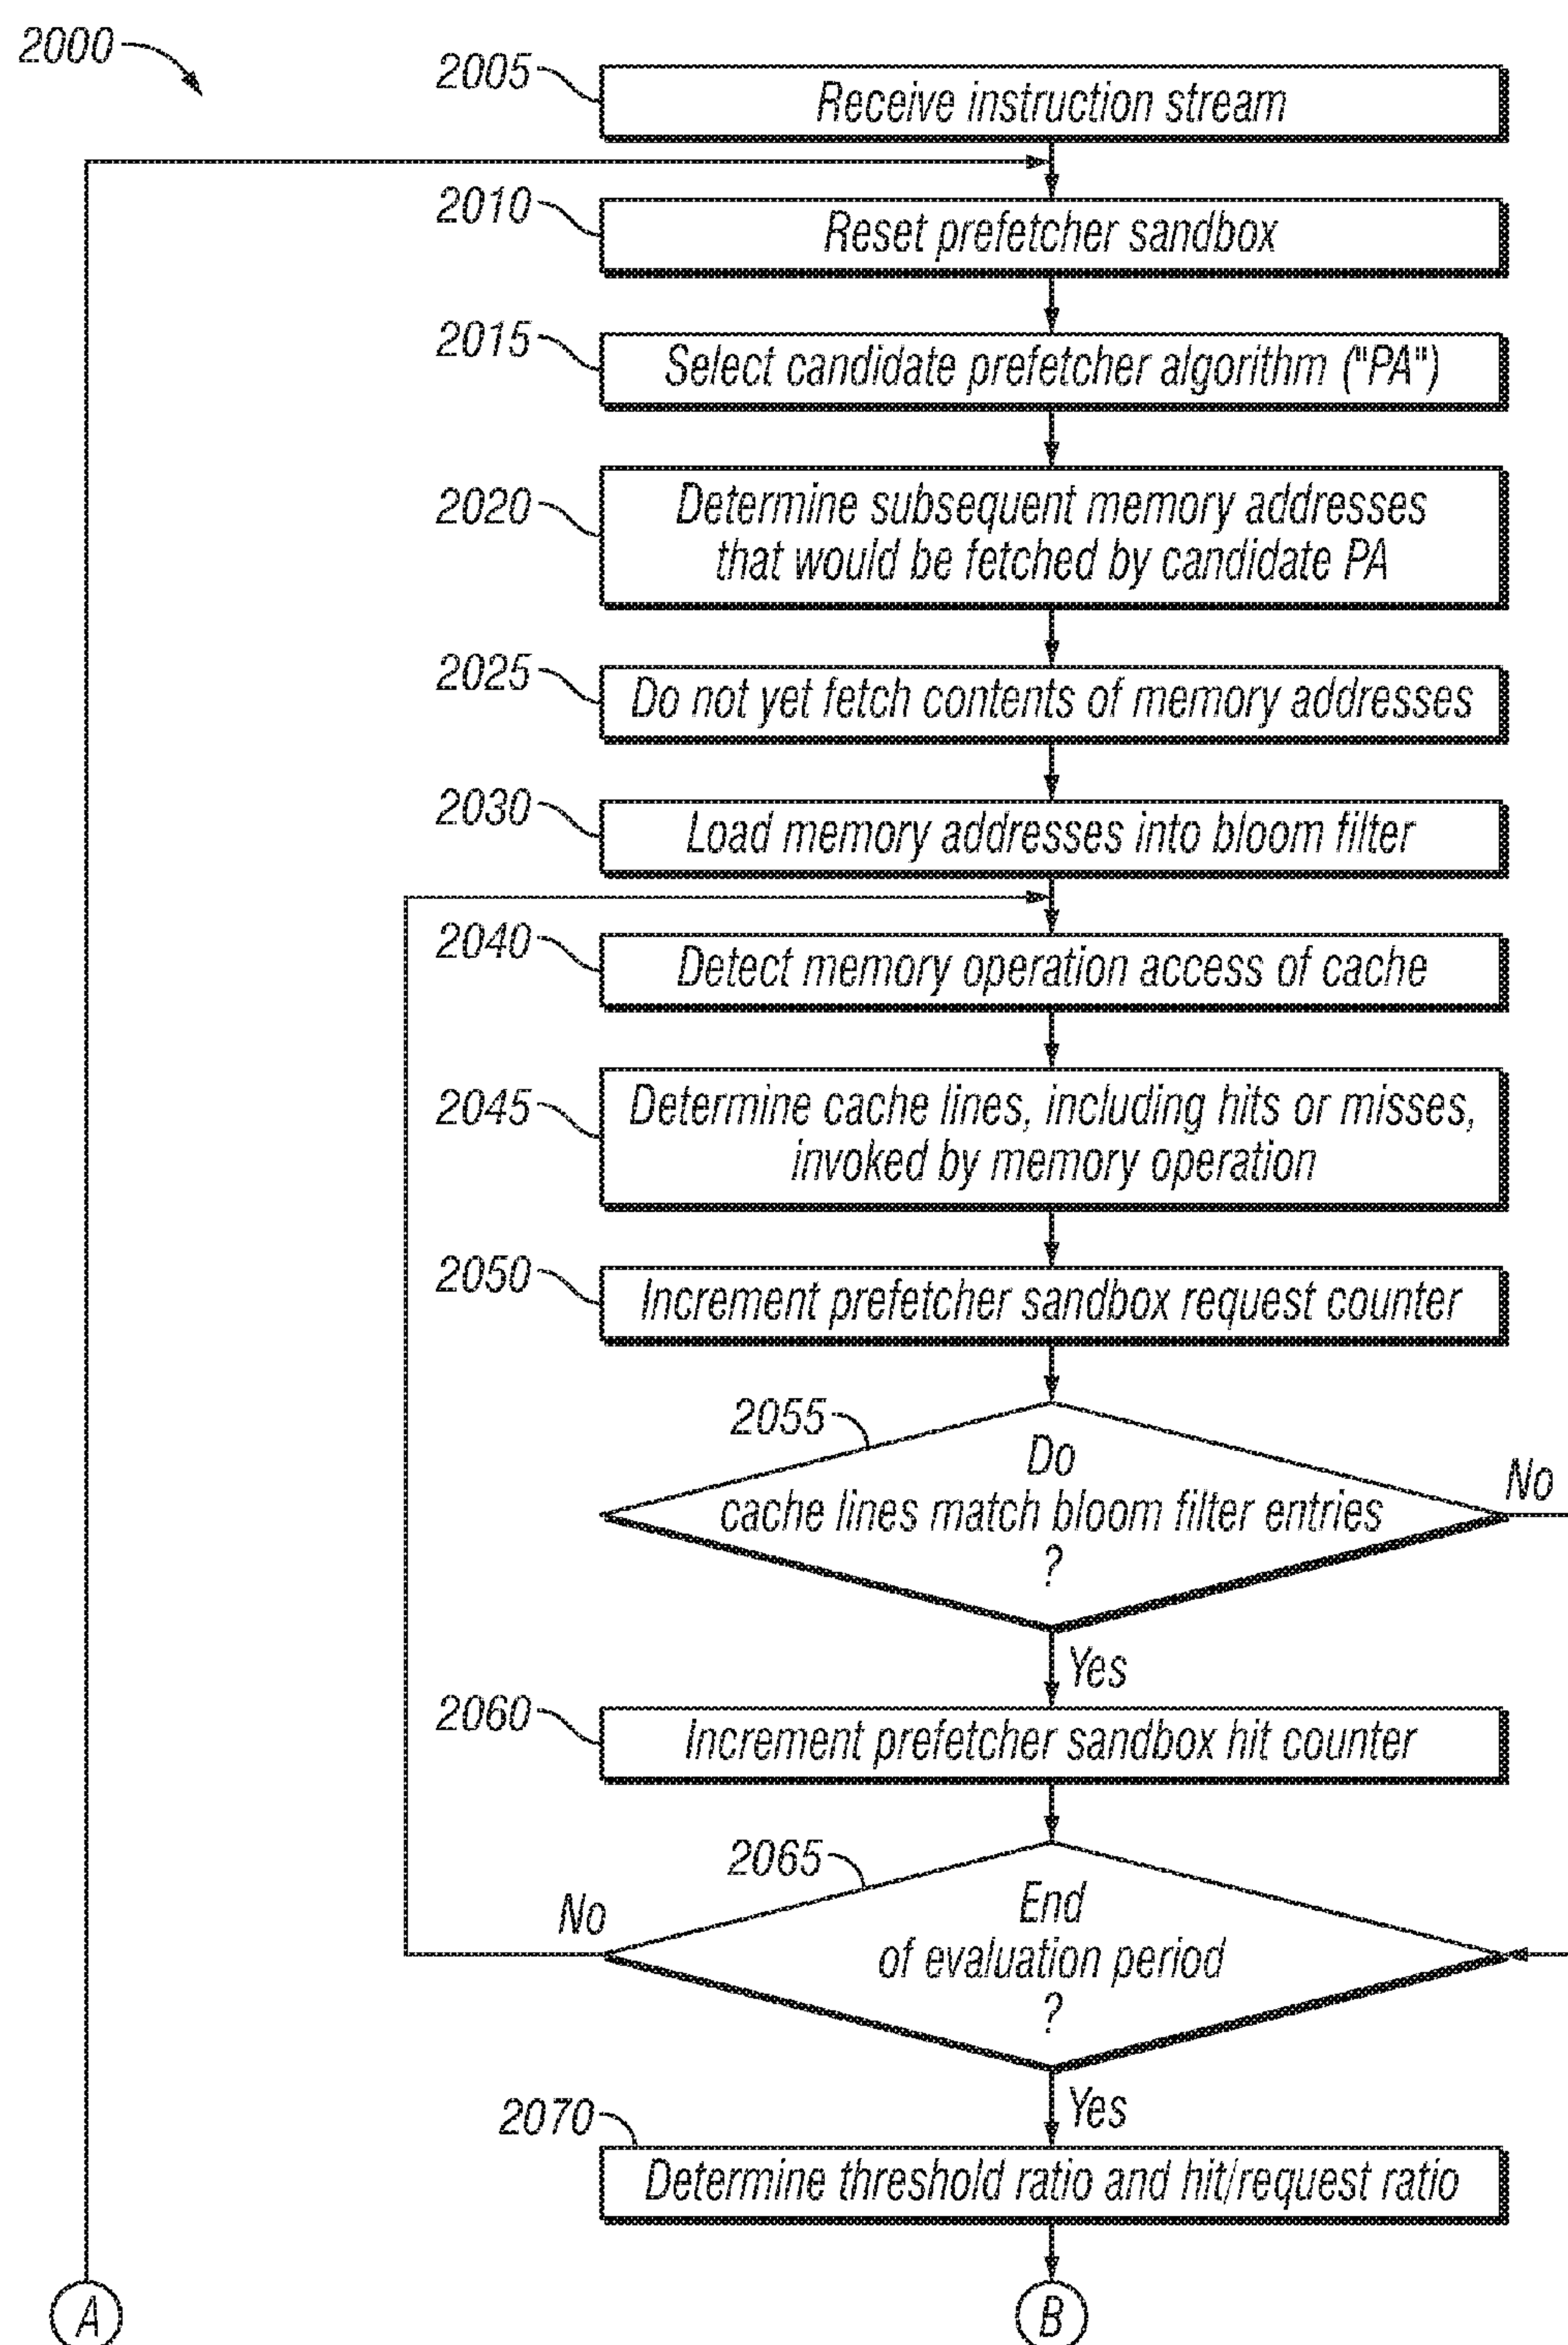 2000
2005
Receive instruction stream
2010
Reset prefetcher sandbox
2015
Select candidate prefetcher algorithm ("PA")
2020
Determine subsequent memory addresses
that would be fetched by candidate PA
2025
Do not yet fetch contents of memory addresses
2030
Load memory addresses into bloom filter
2040
Detect memory operation access of cache
2045
Determine cache lines, including hits or misses,
invoked by memory operation
2050
Increment prefetcher sandbox request counter
2055
Do
cache lines match bloom filter entries
?
No
Yes
2060
Increment prefetcher sandbox hit counter
2065
End
of evaluation period
?
No
Yes
2070
Determine threshold ratio and hit/request ratio
A
B